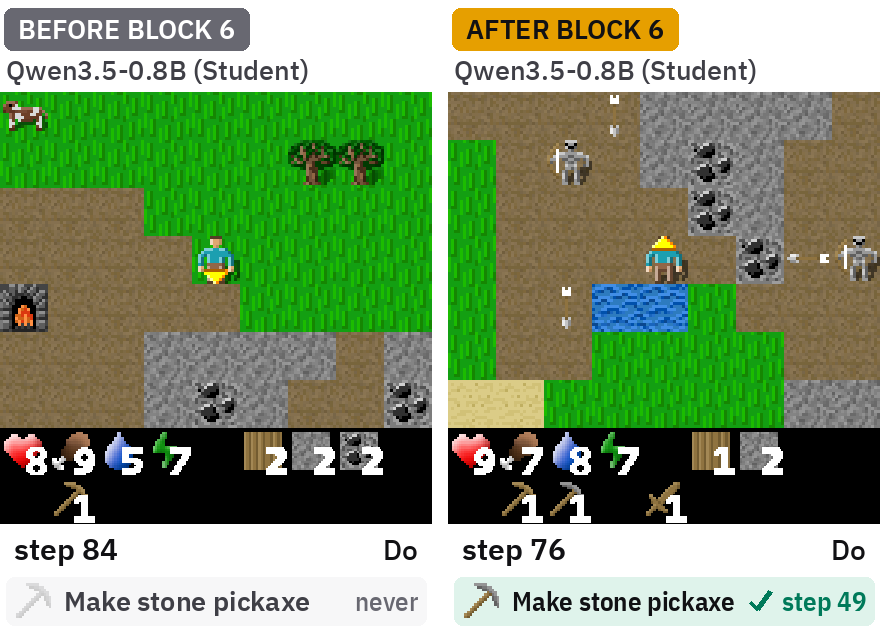 BEFORE BLOCK 6
Qwen3.5-0.8B (Student)
8 9 5 7 2 2 2
1
step 84 Do
Make stone pickaxe never
AFTER BLOCK 6
Qwen3.5-0.8B (Student)
9 7 8 7 1 2
1 1 1
step 76 Do
Make stone pickaxe ✓ step 49